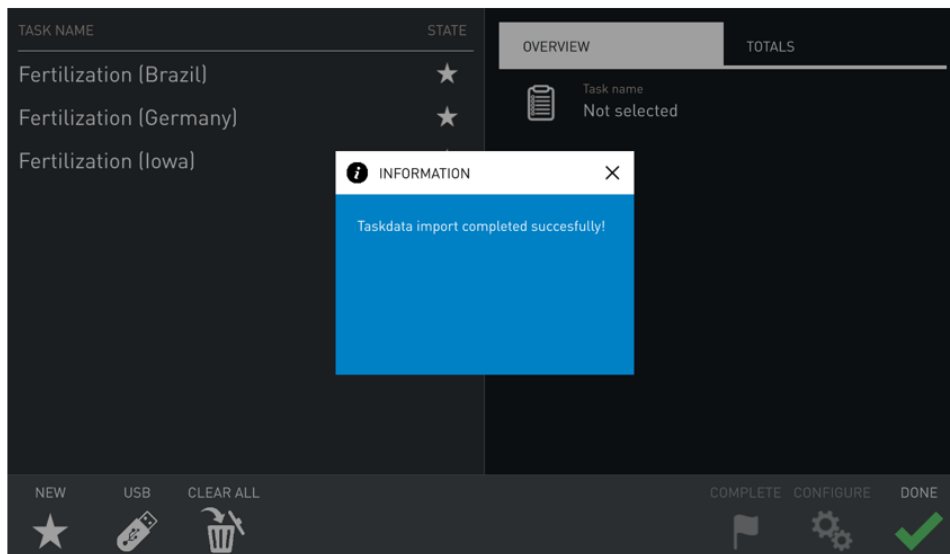 TASK NAME STATE
Fertilization (Brazil)
Fertilization (Germany)
Fertilization (Iowa)
OVERVIEW TOTALS
Task name
Not selected
INFORMATION
Taskdata import completed succesfully!
NEW USB CLEAR ALL COMPLETE CONFIGURE DONE